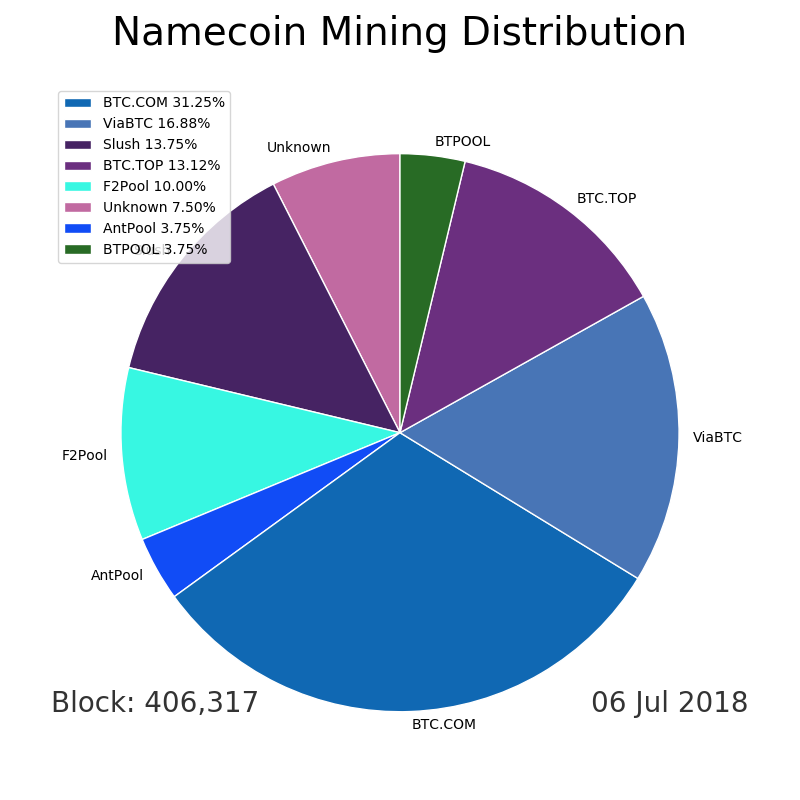 Namecoin Mining Distribution
BTC.COM 31.25%
ViaBTC 16.88%
Slush 13.75%
BTC.TOP 13.12%
F2Pool 10.00%
Unknown 7.50%
AntPool 3.75%
BTPOOL 3.75%
Unknown
BTPOOL
BTC.TOP
Slush
ViaBTC
F2Pool
AntPool
BTC.COM
Block: 406,317
06 Jul 2018